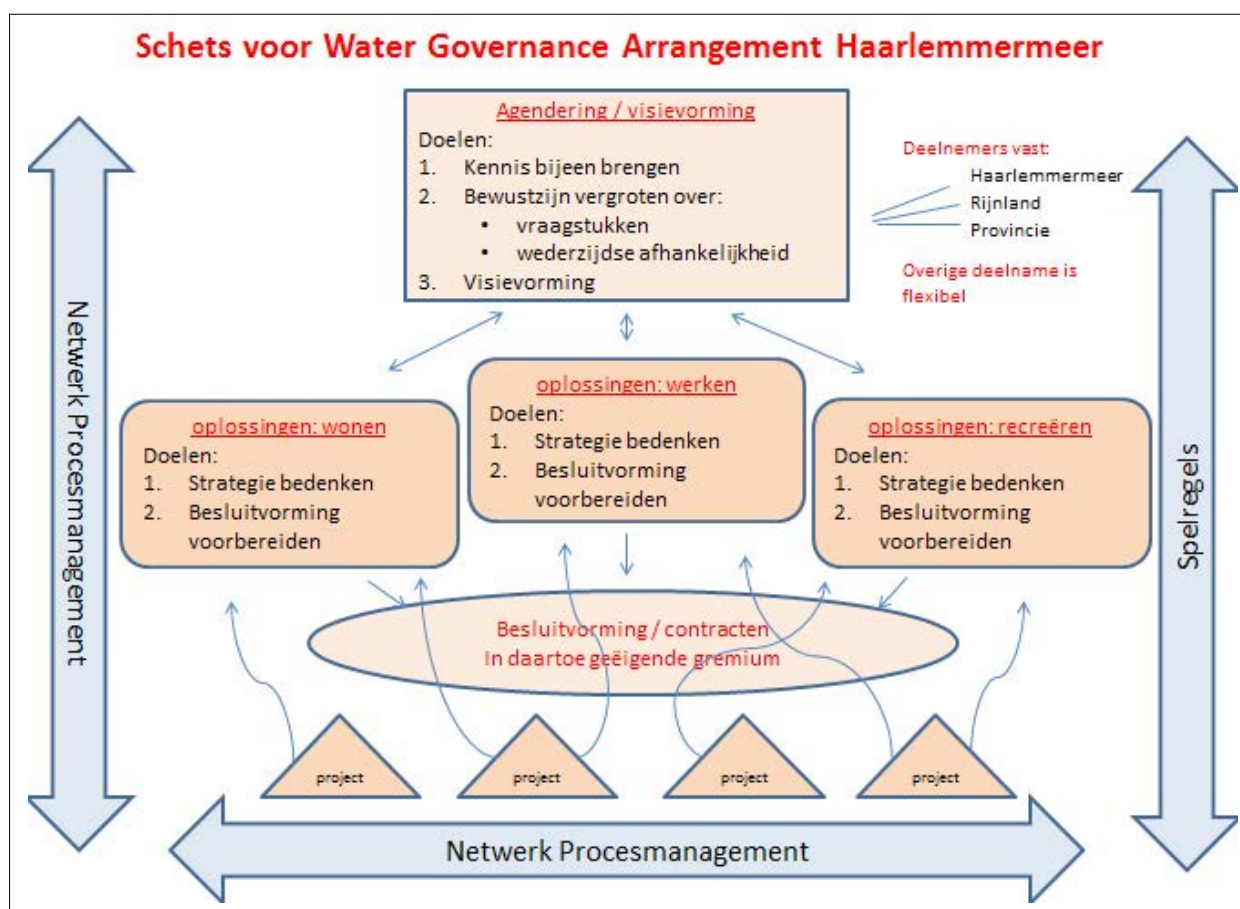 Schets voor Water Governance Arrangement Haarlemmermeer
Agendering / visievorming
Doelen:
1. Kennis bijeen brengen
2. Bewustzijn vergroten over:
• vraagstukken
• wederzijdse afhankelijkheid
3. Visievorming
Deelnemers vast:
Haarlemmermeer
Rijnland
Provincie
Overige deelname is
flexibel
Netwerk Procesmanagement
oplossingen: wonen
Doelen:
1. Strategie bedenken
2. Besluitvorming
voorbereiden
oplossingen: werken
Doelen:
1. Strategie bedenken
2. Besluitvorming
voorbereiden
oplossingen: recreëren
Doelen:
1. Strategie bedenken
2. Besluitvorming
voorbereiden
Spelregels
Besluitvorming / contracten
In daartoe geëigende gremium
project
project
project
project
Netwerk Procesmanagement